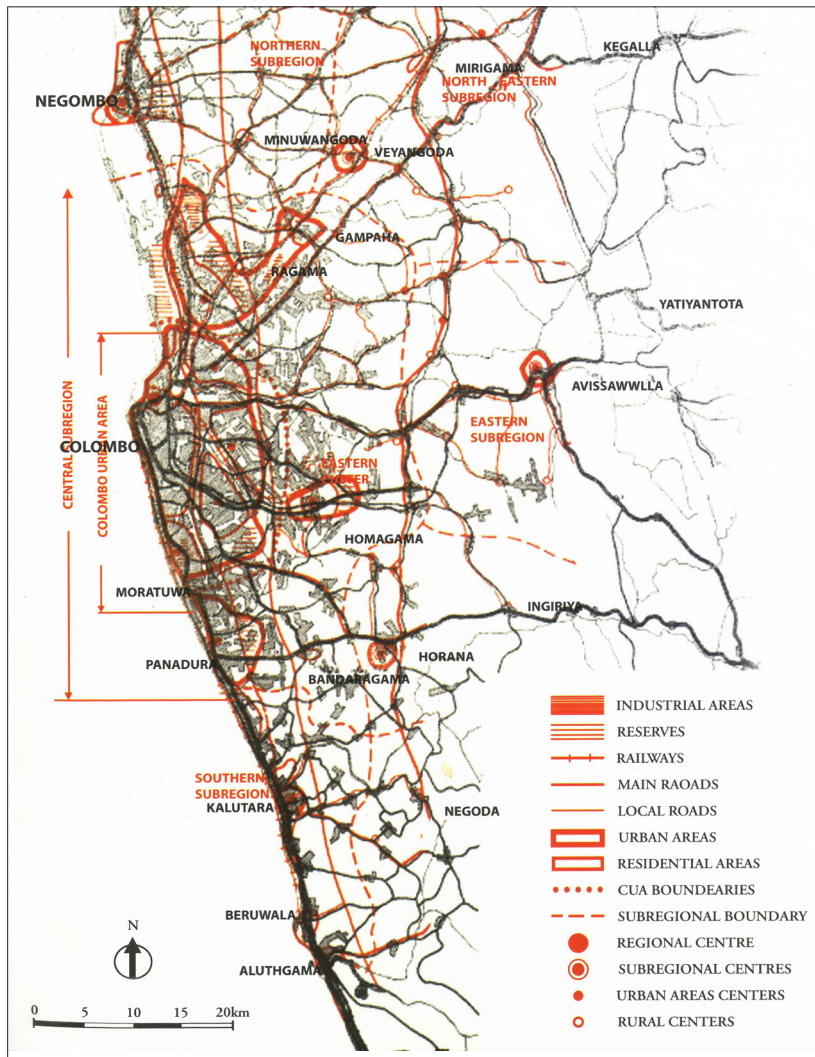 NORTHERN
SUBREGION
KEGALLA
MIRIGAMA
NORTH EASTERN
SUBREGION
NEGOMBO
MINUWANGODA
VEYANGODA
GAMPAHA
RAGAMA
YATIYANTOTA
AVISSAWWLLA
CENTRAL SUBREGION
COLOMBO URBAN AREA
COLOMBO
EASTERN
SUBREGION
EASTERN
HOMAGAMA
MORATUWA
INGIRIYA
PANADURA
HORANA
BANDARAGAMA
SOUTHERN
SUBREGION
KALUTARA
NEGODA
BERUWALA
ALUTHGAMA
INDUSTRIAL AREAS
RESERVES
RAILWAYS
MAIN RAOADS
LOCAL ROADS
URBAN AREAS
RESIDENTIAL AREAS
CUA BOUNDEARIES
SUBREGIONAL BOUNDARY
REGIONAL CENTRE
SUBREGIONAL CENTRES
URBAN AREAS CENTERS
RURAL CENTERS
N
0 5 10 15 20km